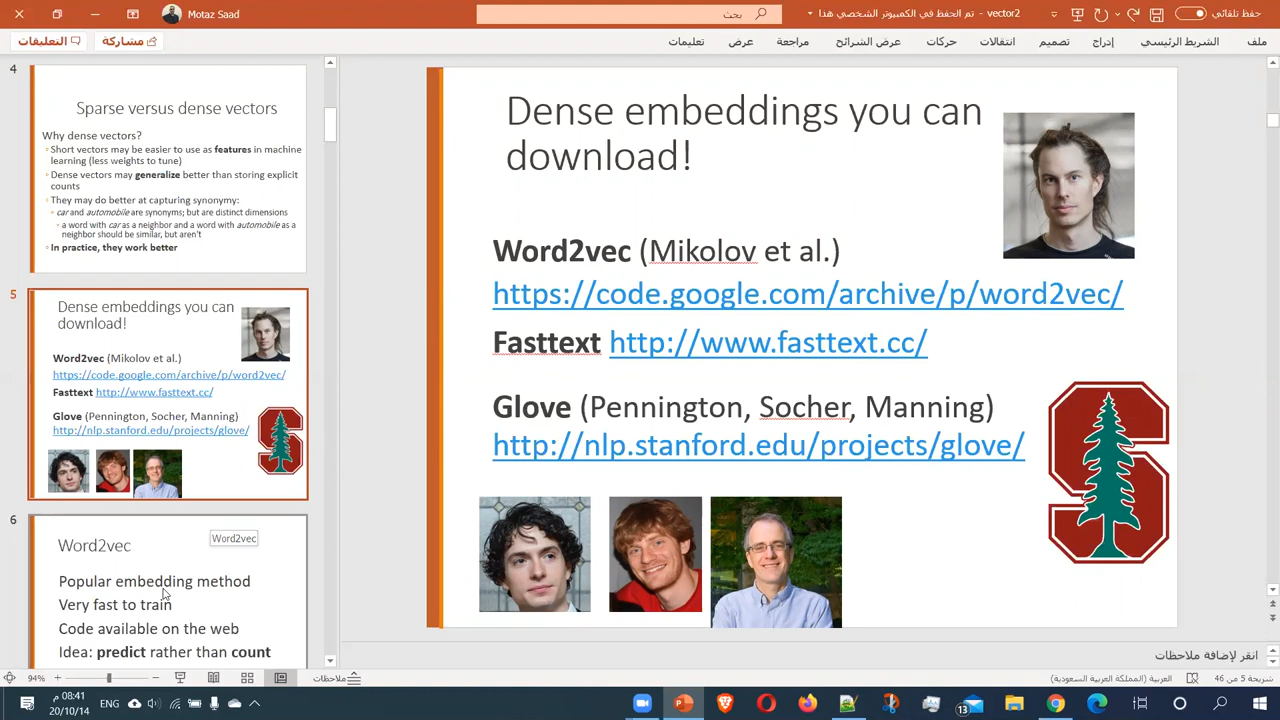 Motaz Saad
بحث
vector2 - تم الحفظ في الكمبيوتر الشخصي هذا
حفظ تلقائي
ملف
الشريط الرئيسي
إدراج
تصميم
انتقالات
حركات
عرض الشرائح
مراجعة
عرض
تعليمات
مشاركة
التعليقات
4
Sparse versus dense vectors
Why dense vectors?
Short vectors may be easier to use as features in machine
learning (less weights to tune)
Dense vectors may generalize better than storing explicit
counts
They may do better at capturing synonymy:
car and automobile are synonyms; but are distinct dimensions
a word with car as a neighbor and a word with automobile as a
neighbor should be similar, but aren't
In practice, they work better
5
Dense embeddings you can
download!
Word2vec (Mikolov et al.)
https://code.google.com/archive/p/word2vec/
Fasttext http://www.fasttext.cc/
Glove (Pennington, Socher, Manning)
http://nlp.stanford.edu/projects/glove/
6
Word2vec
Word2vec
Popular embedding method
Very fast to train
Code available on the web
Idea: predict rather than count
Dense embeddings you can
download!
Word2vec (Mikolov et al.)
https://code.google.com/archive/p/word2vec/
Fasttext http://www.fasttext.cc/
Glove (Pennington, Socher, Manning)
http://nlp.stanford.edu/projects/glove/
انقر لإضافة ملاحظات
شريحة 5 من 46
العربية (المملكة العربية السعودية)
ملاحظات
94%
08:41 م
20/10/14
ENG
13